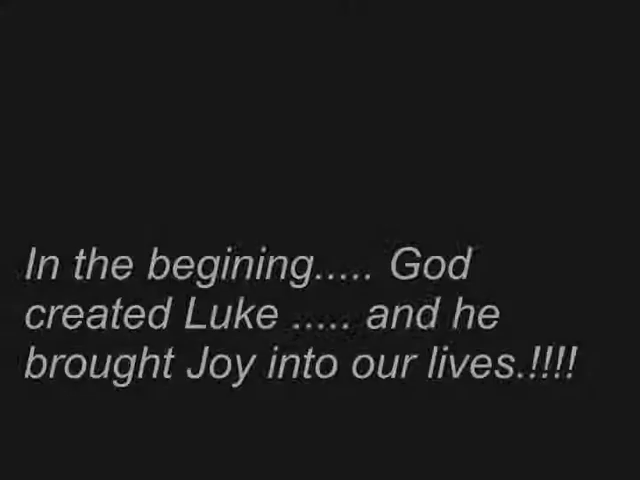 In the begining..... God
created Luke ..... and he
brought Joy into our lives.!!!!